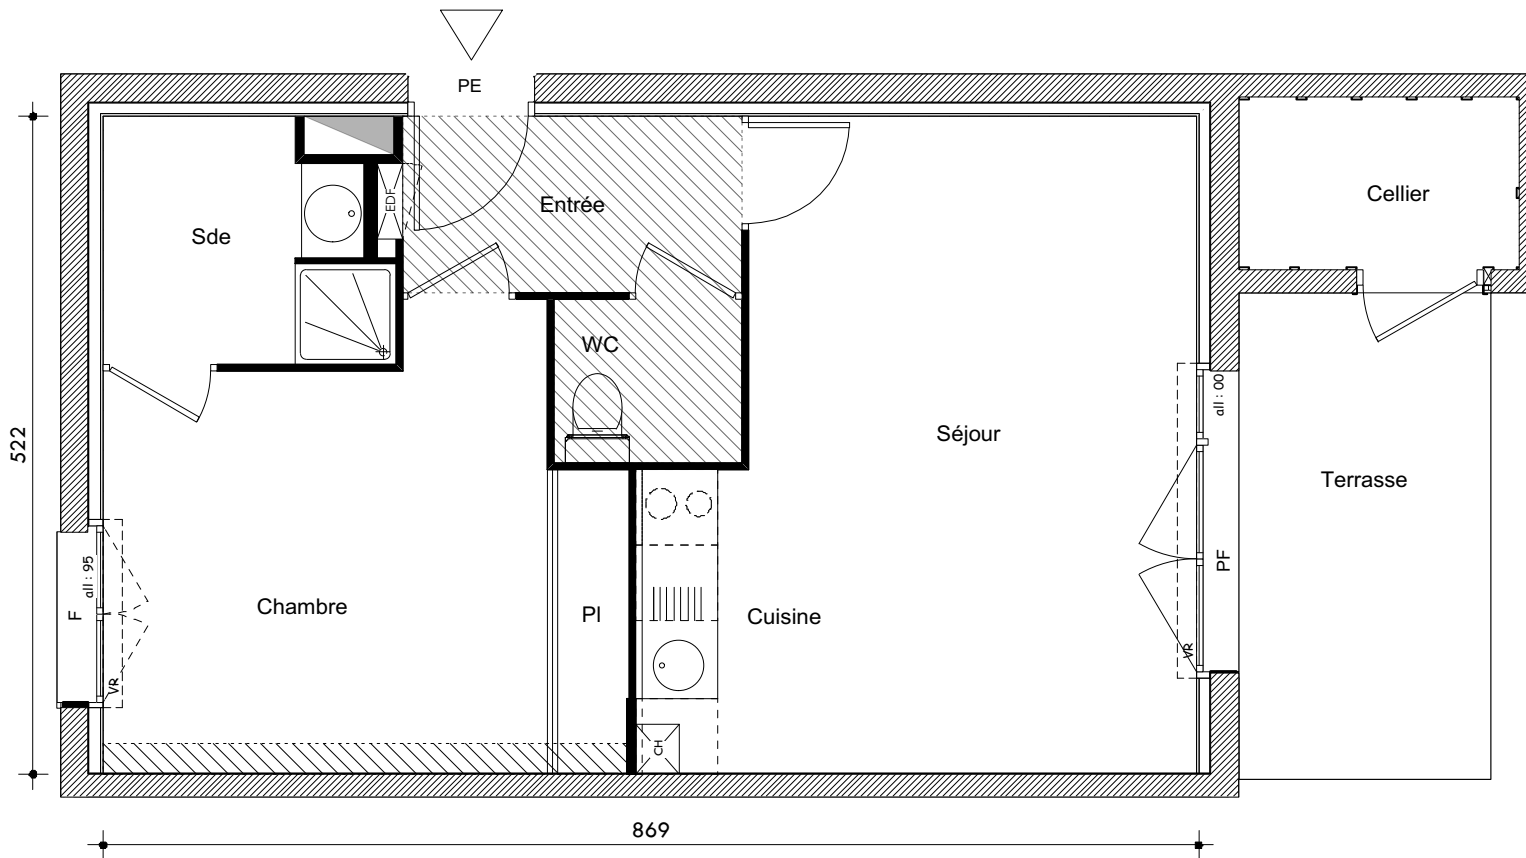 PE
Cellier
EDF
Entrée
Sde
WC
all : 00
Séjour
Terrasse
522
PF
all : 95
F
Chambre
Pl
Cuisine
VR
VR
CH
869